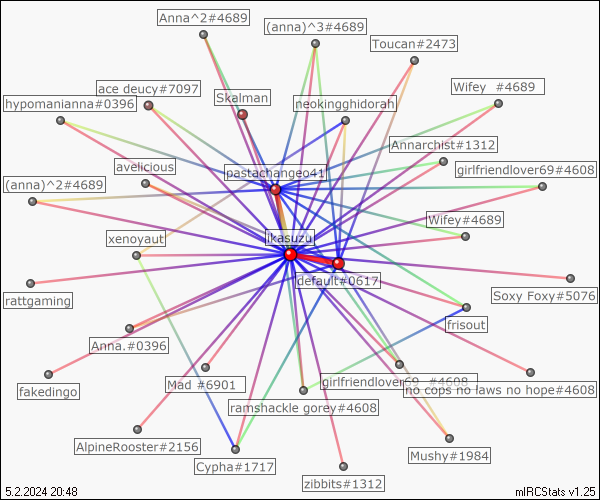 Anna^2#4689
(anna)^3#4689
Toucan#2473
ace deucy#7097
Skalman
neokingghidorah
Wifey #4689
hypomanianna#0396
Annarchist#1312
avelicious
pastachangeo41
girlfriendlover69#4608
(anna)^2#4689
Wifey#4689
xenoyaut
ikasuzu
default#0617
rattgaming
Soxy Foxy#5076
frisout
Anna.#0396
fakedingo
Mad #6901
girlfriendlover69 #4608
no cops no laws no hope#4608
ramshackle gorey#4608
AlpineRooster#2156
Cypha#1717
Mushy#1984
zibbits#1312
5.2.2024 20:48
mIRCStats v1.25